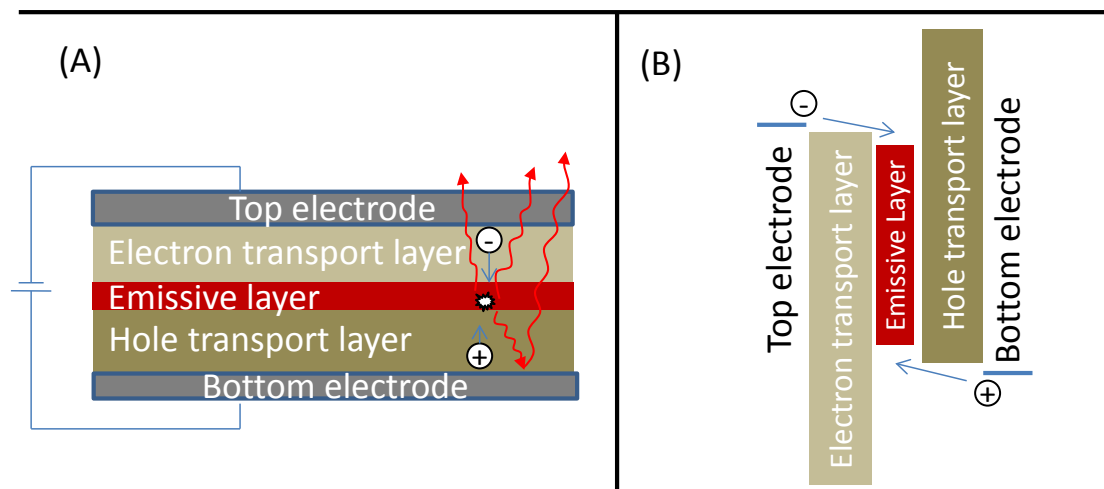 (A)
Top electrode
-
Electron transport layer
Emissive layer
Hole transport layer
+
Bottom electrode
(B)
-
Top electrode
Electron transport layer
Emissive Layer
Hole transport layer
Bottom electrode
+